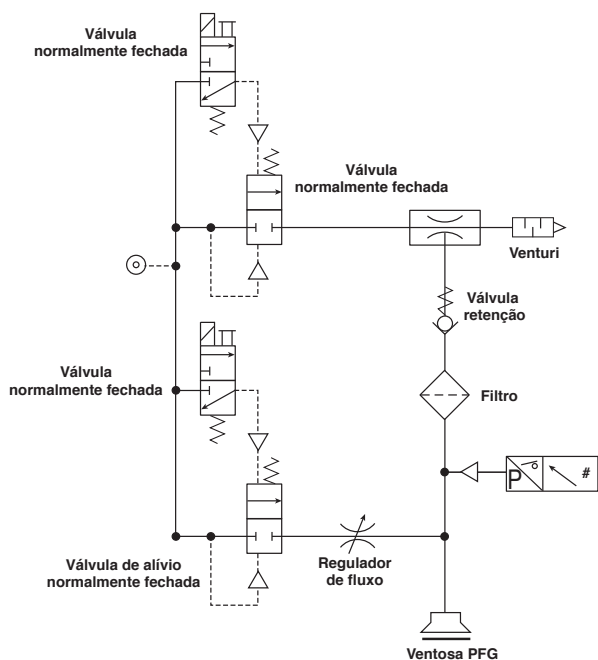 Válvula
normalmente fechada
Válvula
normalmente fechada
Venturi
Válvula
retenção
Válvula
normalmente fechada
Filtro
P
#
Válvula de alívio
normalmente fechada
Regulador
de fluxo
Ventosa PFG